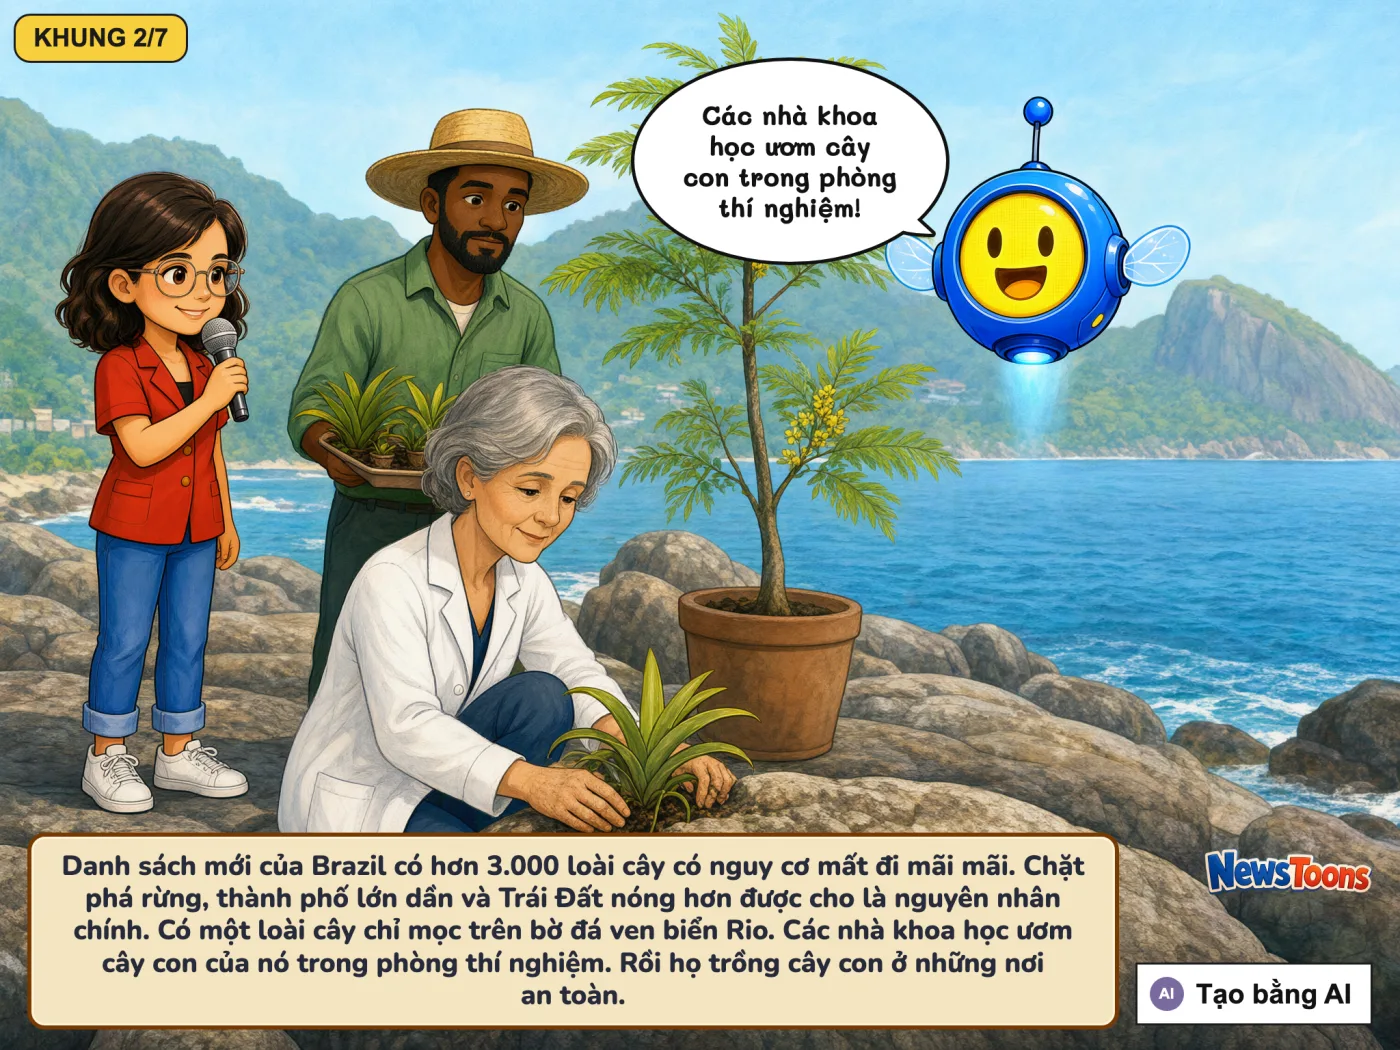 KHUNG 2/7
Các nhà khoa
học ươm cây
con trong phòng
thí nghiệm!
Danh sách mới của Brazil có hơn 3.000 loài cây có nguy cơ mất đi mãi mãi. Chặt
phá rừng, thành phố lớn dần và Trái Đất nóng hơn được cho là nguyên nhân
chính. Có một loài cây chỉ mọc trên bờ đá ven biển Rio. Các nhà khoa học ươm
cây con của nó trong phòng thí nghiệm. Rồi họ trồng cây con ở những nơi
an toàn.
NewsToons
AI Tạo bằng AI